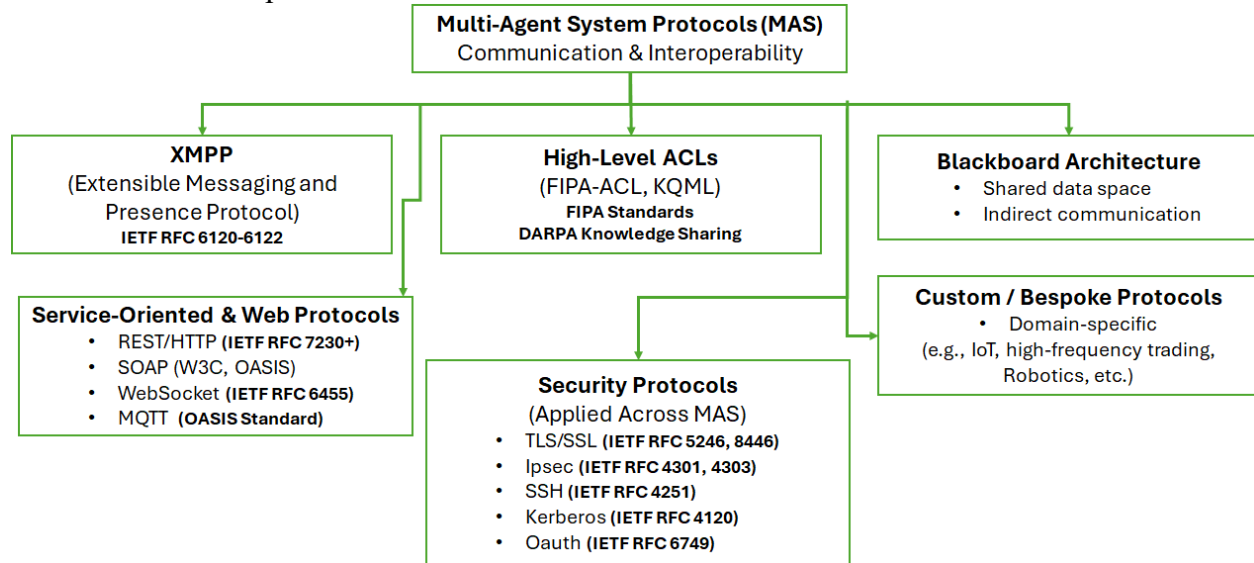 Multi-Agent System Protocols (MAS)
Communication & Interoperability
XMPP
(Extensible Messaging and
Presence Protocol)
IETF RFC 6120-6122
High-Level ACLs
(FIPA-ACL, KQML)
FIPA Standards
DARPA Knowledge Sharing
Blackboard Architecture
• Shared data space
• Indirect communication
Service-Oriented & Web Protocols
• REST/HTTP (IETF RFC 7230+)
• SOAP (W3C, OASIS)
• WebSocket (IETF RFC 6455)
• MQTT (OASIS Standard)
Security Protocols
(Applied Across MAS)
• TLS/SSL (IETF RFC 5246, 8446)
• Ipsec (IETF RFC 4301, 4303)
• SSH (IETF RFC 4251)
• Kerberos (IETF RFC 4120)
• Oauth (IETF RFC 6749)
Custom / Bespoke Protocols
• Domain-specific
(e.g., IoT, high-frequency trading,
Robotics, etc.)